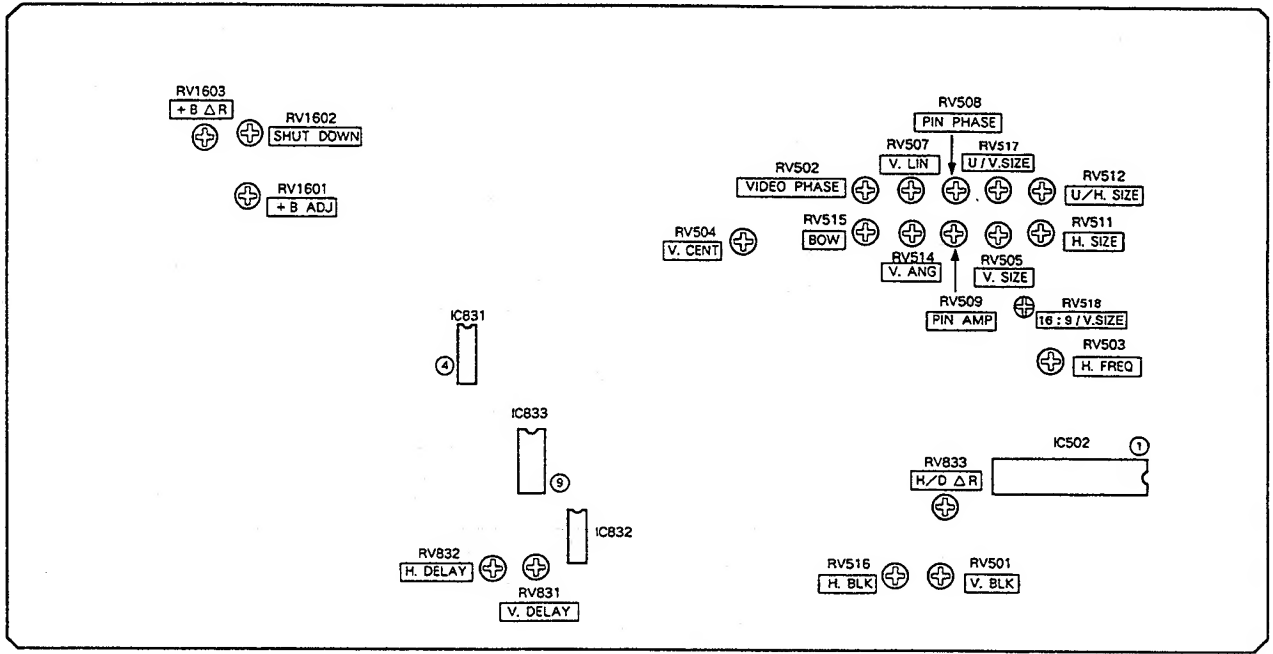 RV1603
+B △R
RV1602
SHUT DOWN
RV1601
+B ADJ
RV508
PIN PHASE
RV507
V. LIN
RV517
U/V.SIZE
RV502
VIDEO PHASE
RV512
U/H. SIZE
RV504
V. CENT
RV515
BOW
RV511
H. SIZE
RV514
V. ANG
RV505
V. SIZE
RV509
PIN AMP
RV518
16:9/V.SIZE
RV503
H. FREQ
IC831
4
IC833
9
IC502
1
RV833
H/D △R
IC832
RV832
H. DELAY
RV831
V. DELAY
RV516
H. BLK
RV501
V. BLK